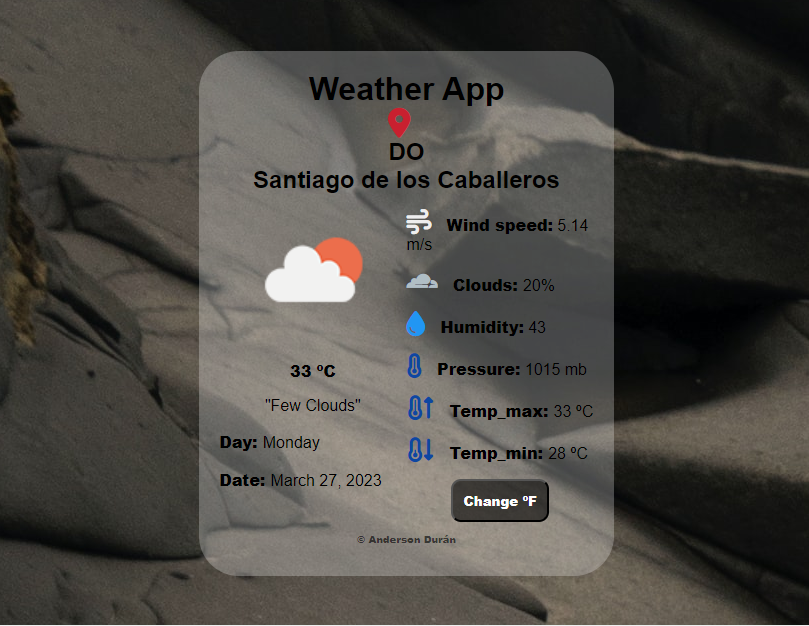 Weather App
DO
Santiago de los Caballeros
Wind speed: 5.14
m/s
Clouds: 20%
Humidity: 43
Pressure: 1015 mb
Temp_max: 33 ºC
Temp_min: 28 ºC
33 ºC
"Few Clouds"
Day: Monday
Date: March 27, 2023
Change ºF
© Anderson Durán